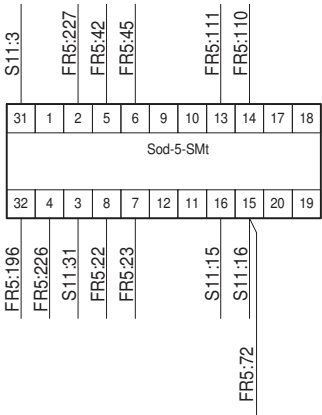 S11:3 FR5:227 FR5:42 FR5:45 FR5:111 FR5:110
31 1 2 5 6 9 10 13 14 17 18
Sod-5-SMt
32 4 3 8 7 12 11 16 15 20 19
FR5:196 FR5:226 S11:31 FR5:22 FR5:23 S11:15 S11:16
FR5:72